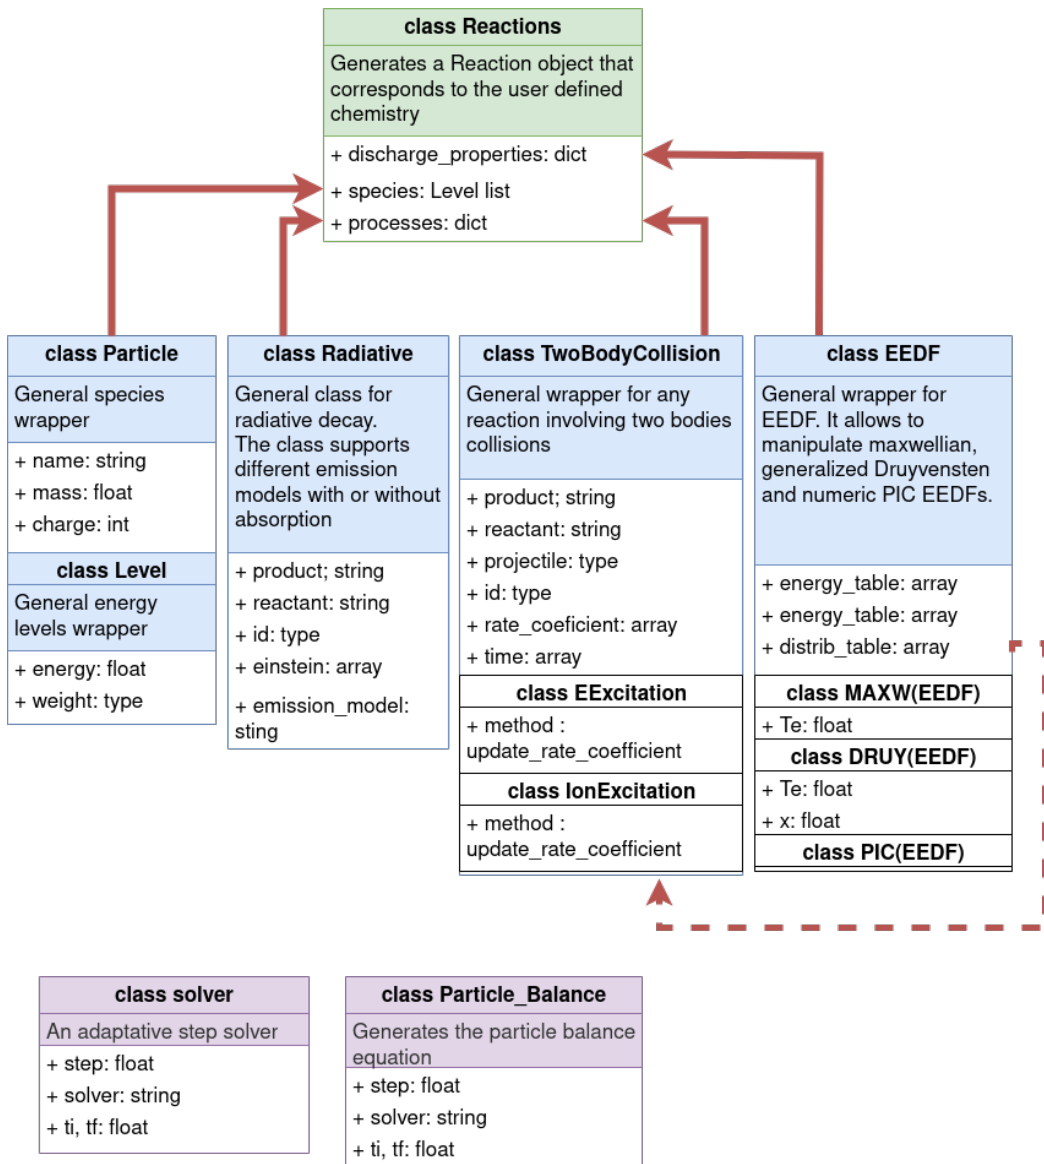 class Reactions
Generates a Reaction object that
corresponds to the user defined
chemistry
+ discharge_properties: dict
+ species: Level list
+ processes: dict
class Particle
General species
wrapper
+ name: string
+ mass: float
+ charge: int
class Level
General energy
levels wrapper
+ energy: float
+ weight: type
class Radiative
General class for
radiative decay.
The class supports
different emission
models with or without
absorption
+ product; string
+ reactant: string
+ id: type
+ einstein: array
+ emission_model:
sting
class TwoBodyCollision
General wrapper for any
reaction involving two bodies
collisions
+ product; string
+ reactant: string
+ projectile: type
+ id: type
+ rate_coeficient: array
+ time: array
class EExcitation
+ method :
update_rate_coefficient
class IonExcitation
+ method :
update_rate_coefficient
class EEDF
General wrapper for
EEDF. It allows to
manipulate maxwellian,
generalized Druyvensten
and numeric PIC EEDFs.
+ energy_table: array
+ energy_table: array
+ distrib_table: array
class MAXW(EEDF)
+ Te: float
class DRUY(EEDF)
+ Te: float
+ x: float
class PIC(EEDF)
class solver
An adaptative step solver
+ step: float
+ solver: string
+ ti, tf: float
class Particle_Balance
Generates the particle balance
equation
+ step: float
+ solver: string
+ ti, tf: float